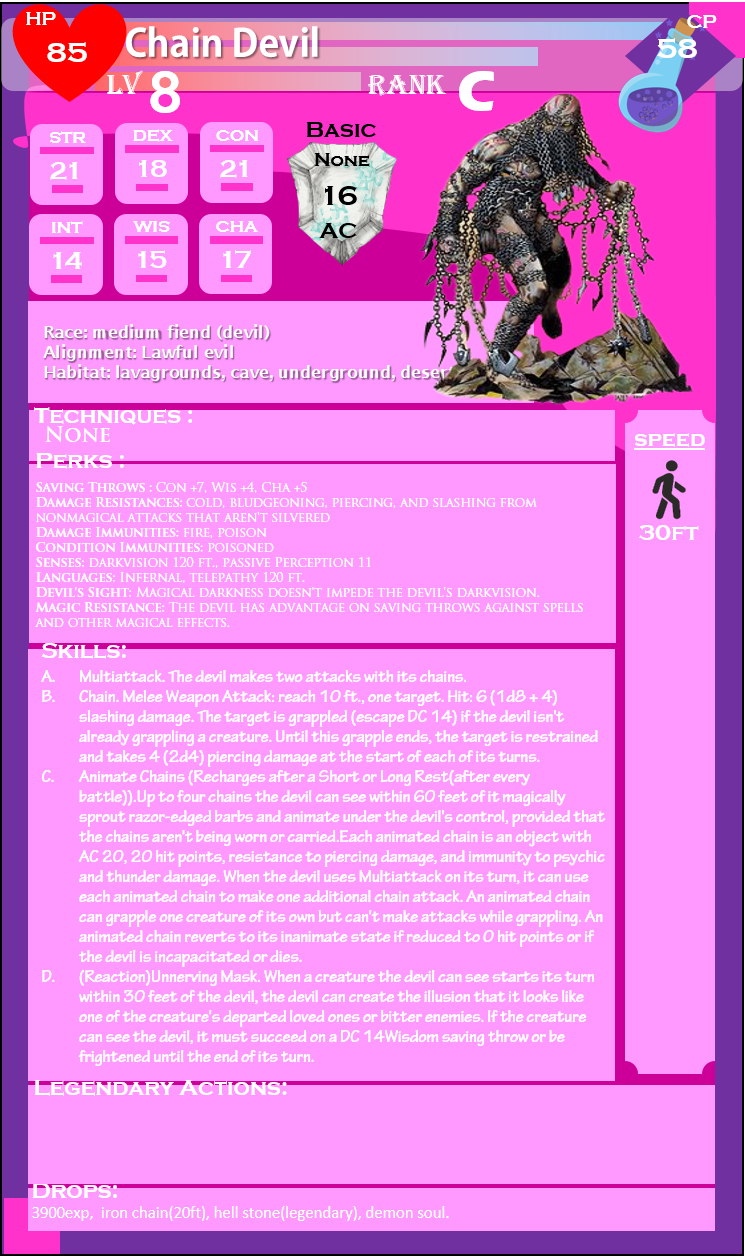 HP
85
Chain Devil
CP
58
LV 8
RANK C
STR
21
DEX
18
CON
21
INT
14
WIS
15
CHA
17
Basic
None
16
AC
Race: medium fiend (devil)
Alignment: Lawful evil
Habitat: lavagrounds, cave, underground, deser
Techniques :
None
Perks :
Saving Throws : Con +7, Wis +4, Cha +5
Damage Resistances: cold, bludgeoning, piercing, and slashing from
nonmagical attacks that aren't silvered
Damage Immunities: fire, poison
Condition Immunities: poisoned
Senses: darkvision 120 ft., passive Perception 11
Languages: Infernal, telepathy 120 ft.
Devil's Sight: Magical darkness doesn't impede the devil's darkvision.
Magic Resistance: The devil has advantage on saving throws against spells
and other magical effects.
SPEED
30FT
Skills:
A. Multiattack. The devil makes two attacks with its chains.
B. Chain. Melee Weapon Attack: reach 10 ft., one target. Hit: 6 (1d8 + 4)
slashing damage. The target is grappled (escape DC 14) if the devil isn't
already grappling a creature. Until this grapple ends, the target is restrained
and takes 4 (2d4) piercing damage at the start of each of its turns.
C. Animate Chains (Recharges after a Short or Long Rest(after every
battle)).Up to four chains the devil can see within 60 feet of it magically
sprout razor-edged barbs and animate under the devil's control, provided that
the chains aren't being worn or carried.Each animated chain is an object with
AC 20, 20 hit points, resistance to piercing damage, and immunity to psychic
and thunder damage. When the devil uses Multiattack on its turn, it can use
each animated chain to make one additional chain attack. An animated chain
can grapple one creature of its own but can't make attacks while grappling. An
animated chain reverts to its inanimate state if reduced to 0 hit points or if
the devil is incapacitated or dies.
D. (Reaction)Unnerving Mask. When a creature the devil can see starts its turn
within 30 feet of the devil, the devil can create the illusion that it looks like
one of the creature's departed loved ones or bitter enemies. If the creature
can see the devil, it must succeed on a DC 14Wisdom saving throw or be
frightened until the end of its turn.
Legendary Actions:
Drops:
3900exp, iron chain(20ft), hell stone(legendary), demon soul.